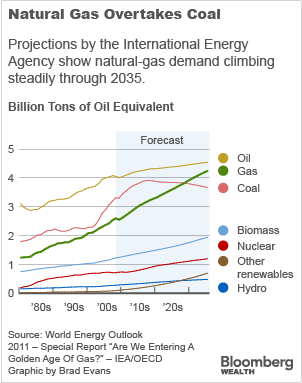 Natural Gas Overtakes Coal
Projections by the International Energy
Agency show natural-gas demand climbing
steadily through 2035.
Billion Tons of Oil Equivalent
Forecast
5
4
3
2
1
0
Oil
Gas
Coal
Biomass
Nuclear
Other
renewables
Hydro
'80s '90s '00s '10s '20s
Source: World Energy Outlook
2011 – Special Report "Are We Entering A
Golden Age Of Gas?" – IEA/OECD
Graphic by Brad Evans
Bloomberg
WEALTH